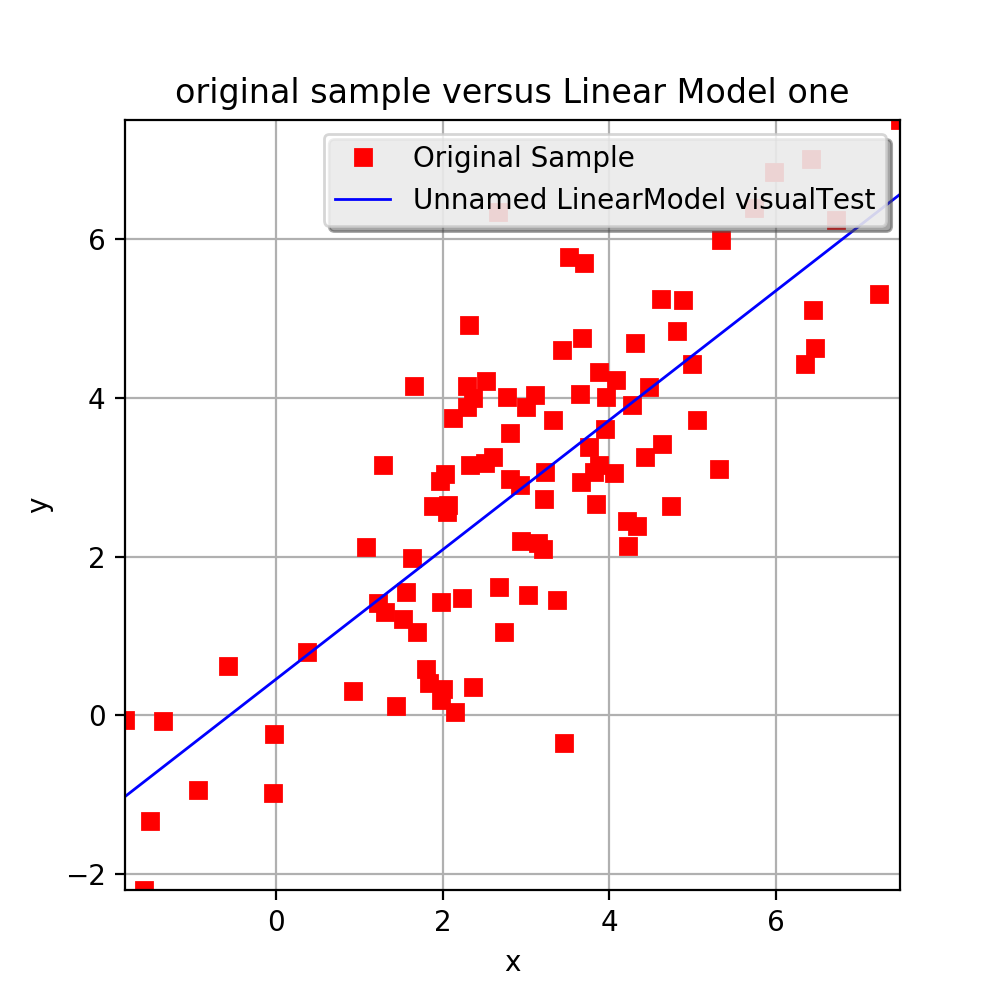 original sample versus Linear Model one
Original Sample
Unnamed LinearModel visualTest
6
4
2
0
−2
y
0 2 4 6
x